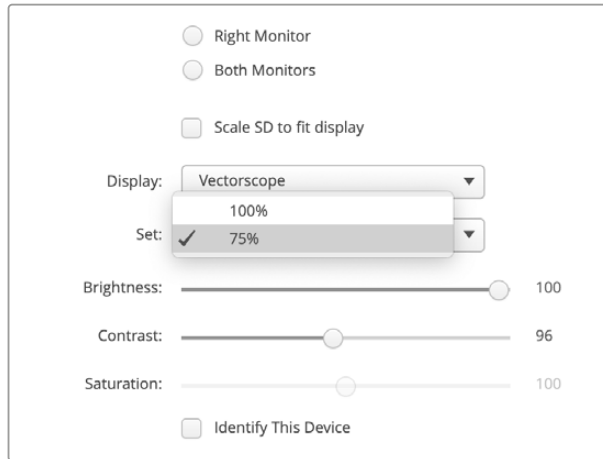 Right Monitor
Both Monitors
Scale SD to fit display
Display: Vectorscope
100%
Set: 75%
Brightness: 100
Contrast: 96
Saturation: 100
Identify This Device